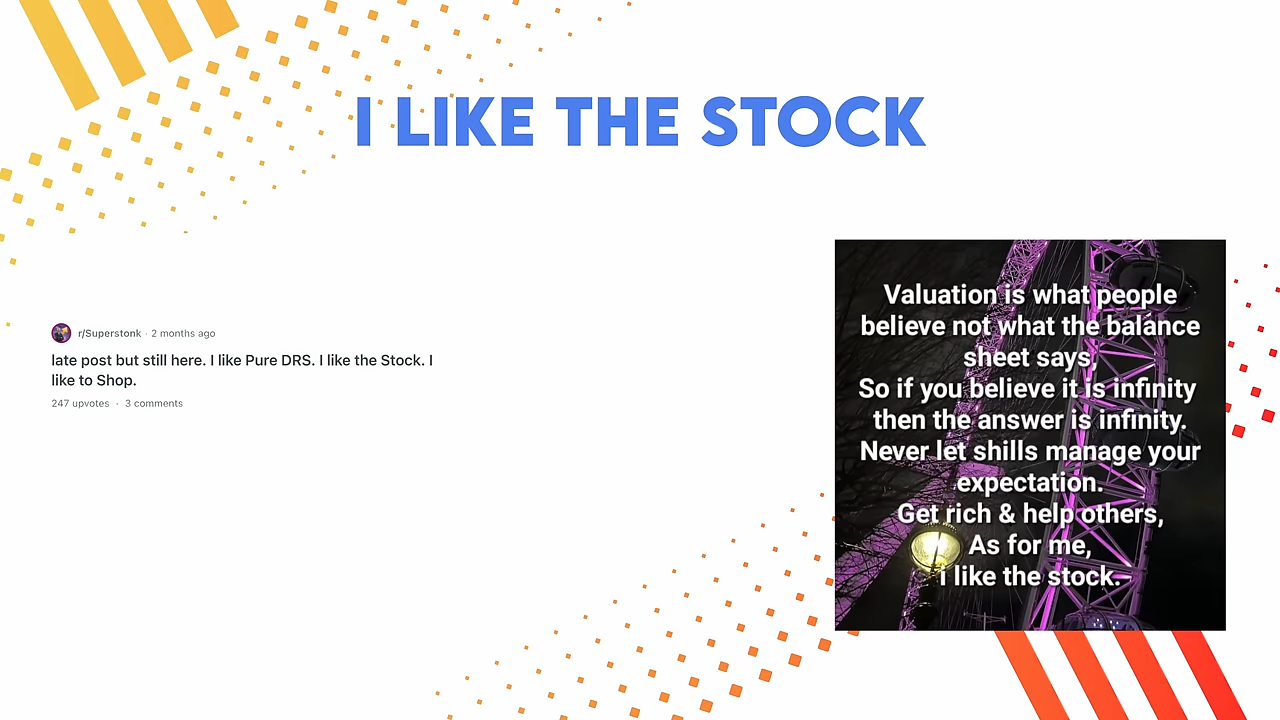 I LIKE THE STOCK
r/Superstonk · 2 months ago
late post but still here. I like Pure DRS. I like the Stock. I
like to Shop.
247 upvotes · 3 comments
Valuation is what people
believe not what the balance
sheet says,
So if you believe it is infinity
then the answer is infinity.
Never let shills manage your
expectation.
Get rich & help others,
As for me,
i like the stock.